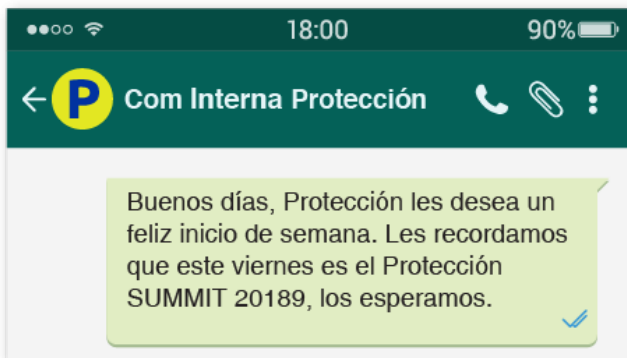 18:00
90%
P Com Interna Protección
Buenos días, Protección les desea un
feliz inicio de semana. Les recordamos
que este viernes es el Protección
SUMMIT 20189, los esperamos.